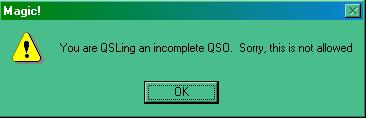 Magic!
You are QSLing an incomplete QSO. Sorry, this is not allowed
OK